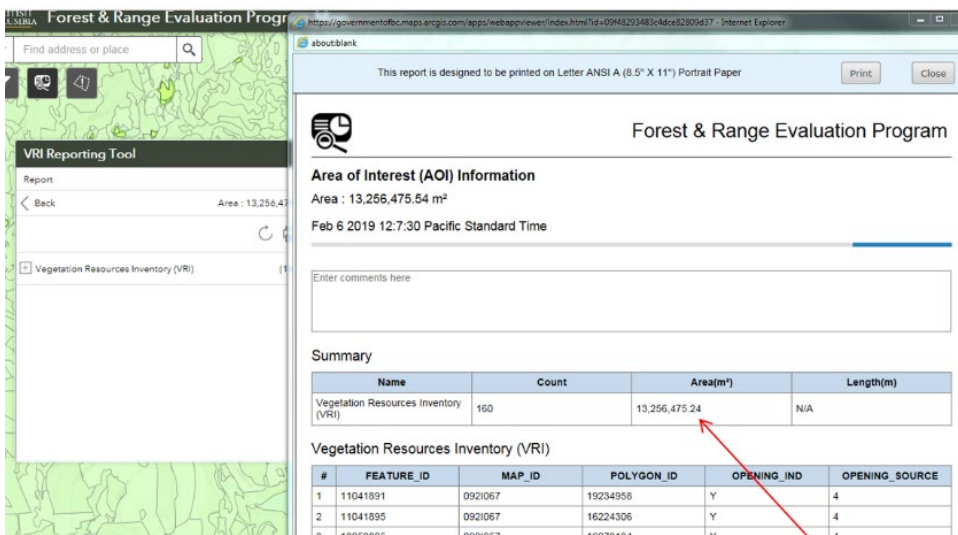 Forest & Range Evaluation Progr
https://governmentofbc.maps.arcgis.com/apps/webappviewer/index.html?id=09f48293483c4dce82809d37 - Internet Explorer
about:blank
Find address or place
This report is designed to be printed on Letter ANSI A (8.5" X 11") Portrait Paper
Print
Close
Forest & Range Evaluation Program
VRI Reporting Tool
Report
Back
Area : 13,256,47
Vegetation Resources Inventory (VRI)
(1
Area of Interest (AOI) Information
Area : 13,256,475.54 m²
Feb 6 2019 12:7:30 Pacific Standard Time
Enter comments here
Summary
Name Count Area(m²) Length(m)
Vegetation Resources Inventory (VRI) 160 13,256,475.24 N/A
Vegetation Resources Inventory (VRI)
# FEATURE_ID MAP_ID POLYGON_ID OPENING_IND OPENING_SOURCE
1 11041891 092I067 19234958 Y 4
2 11041895 092I067 16224306 Y 4